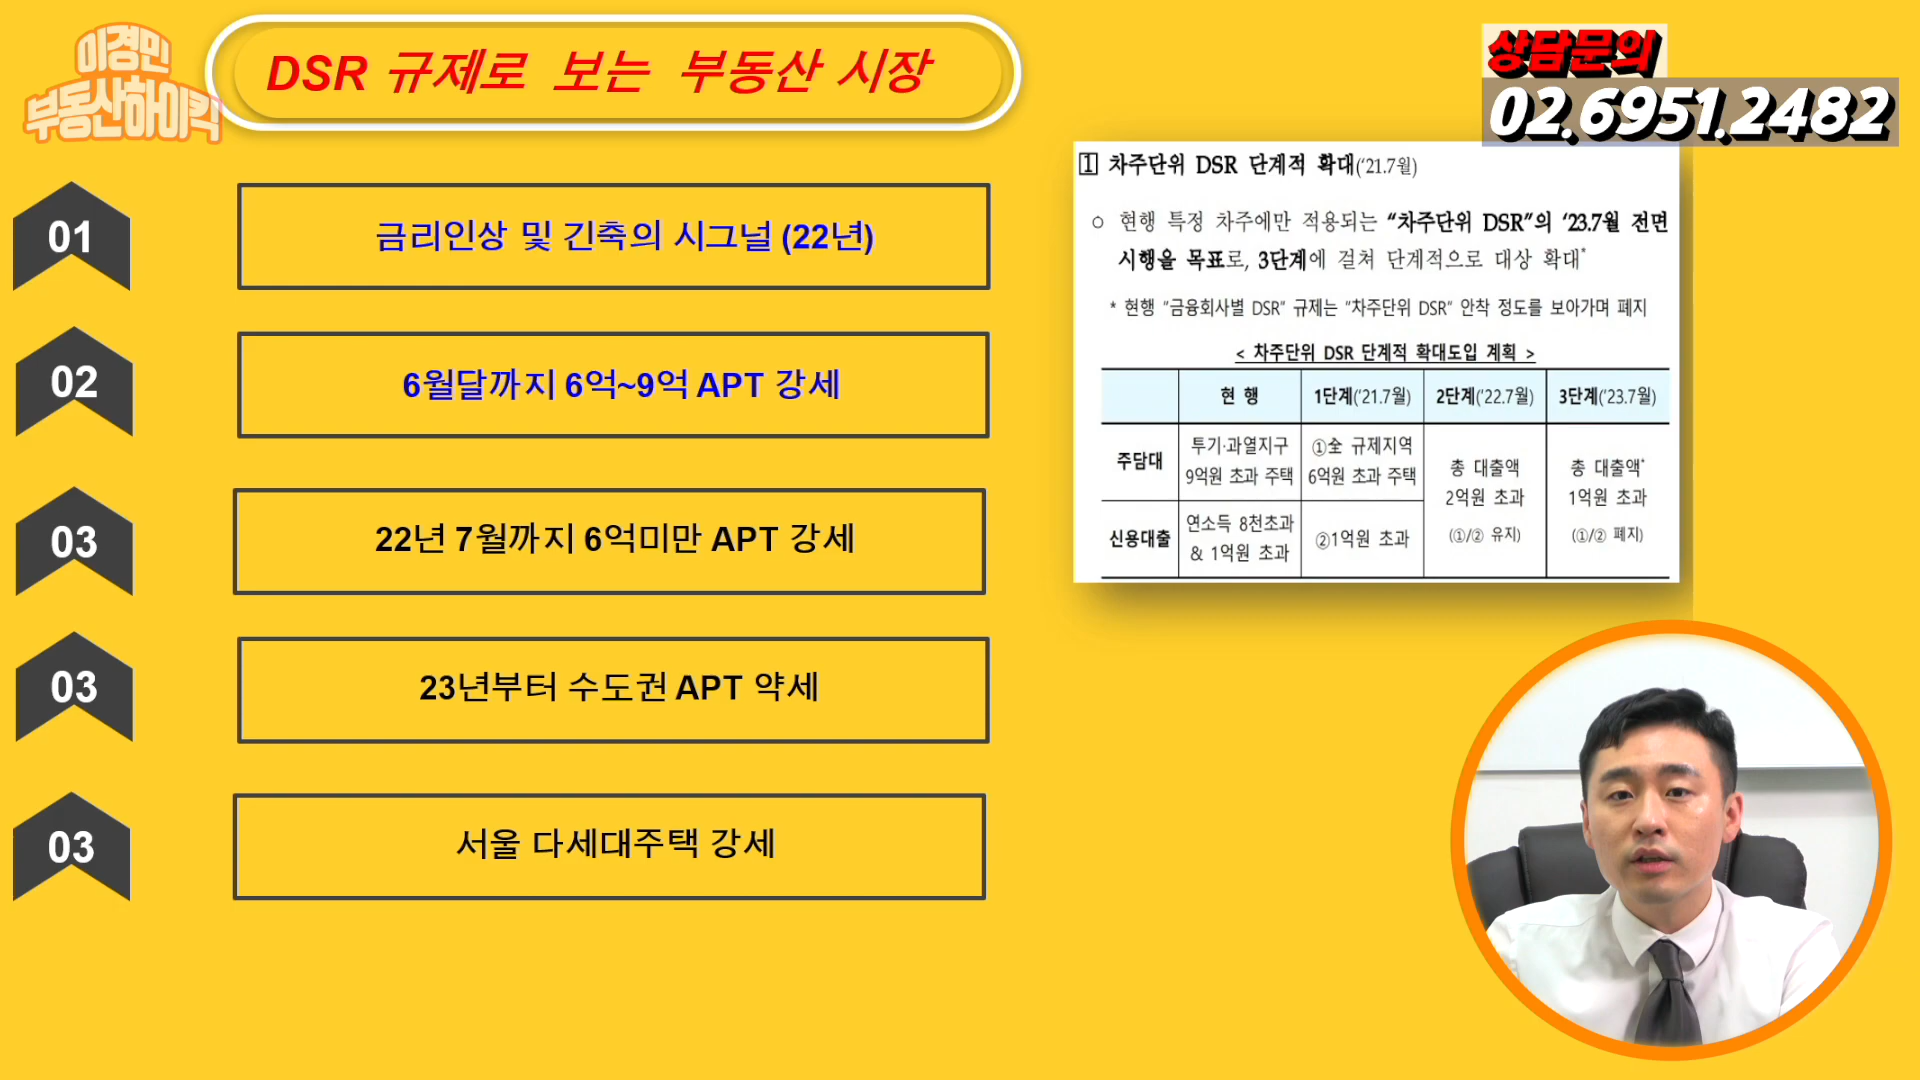 이경민
부동산하이킥
DSR 규제로 보는 부동산 시장
상담문의
02.6951.2482
01
금리인상 및 긴축의 시그널 (22년)
02
6월달까지 6억~9억 APT 강세
03
22년 7월까지 6억미만 APT 강세
03
23년부터 수도권 APT 약세
03
서울 다세대주택 강세
1 차주단위 DSR 단계적 확대('21.7월)
○ 현행 특정 차주에만 적용되는 “차주단위 DSR”의 ‘23.7월 전면
시행을 목표로, 3단계에 걸쳐 단계적으로 대상 확대*
* 현행 “금융회사별 DSR” 규제는 “차주단위 DSR” 안착 정도를 보아가며 폐지
< 차주단위 DSR 단계적 확대도입 계획 >
현 행 1단계('21.7월) 2단계('22.7월) 3단계('23.7월)
주담대
투기·과열지구
9억원 초과 주택
①全 규제지역
6억원 초과 주택
총 대출액
2억원 초과
(①/② 유지)
총 대출액*
1억원 초과
(①/② 폐지)
신용대출
연소득 8천초과
& 1억원 초과
②1억원 초과